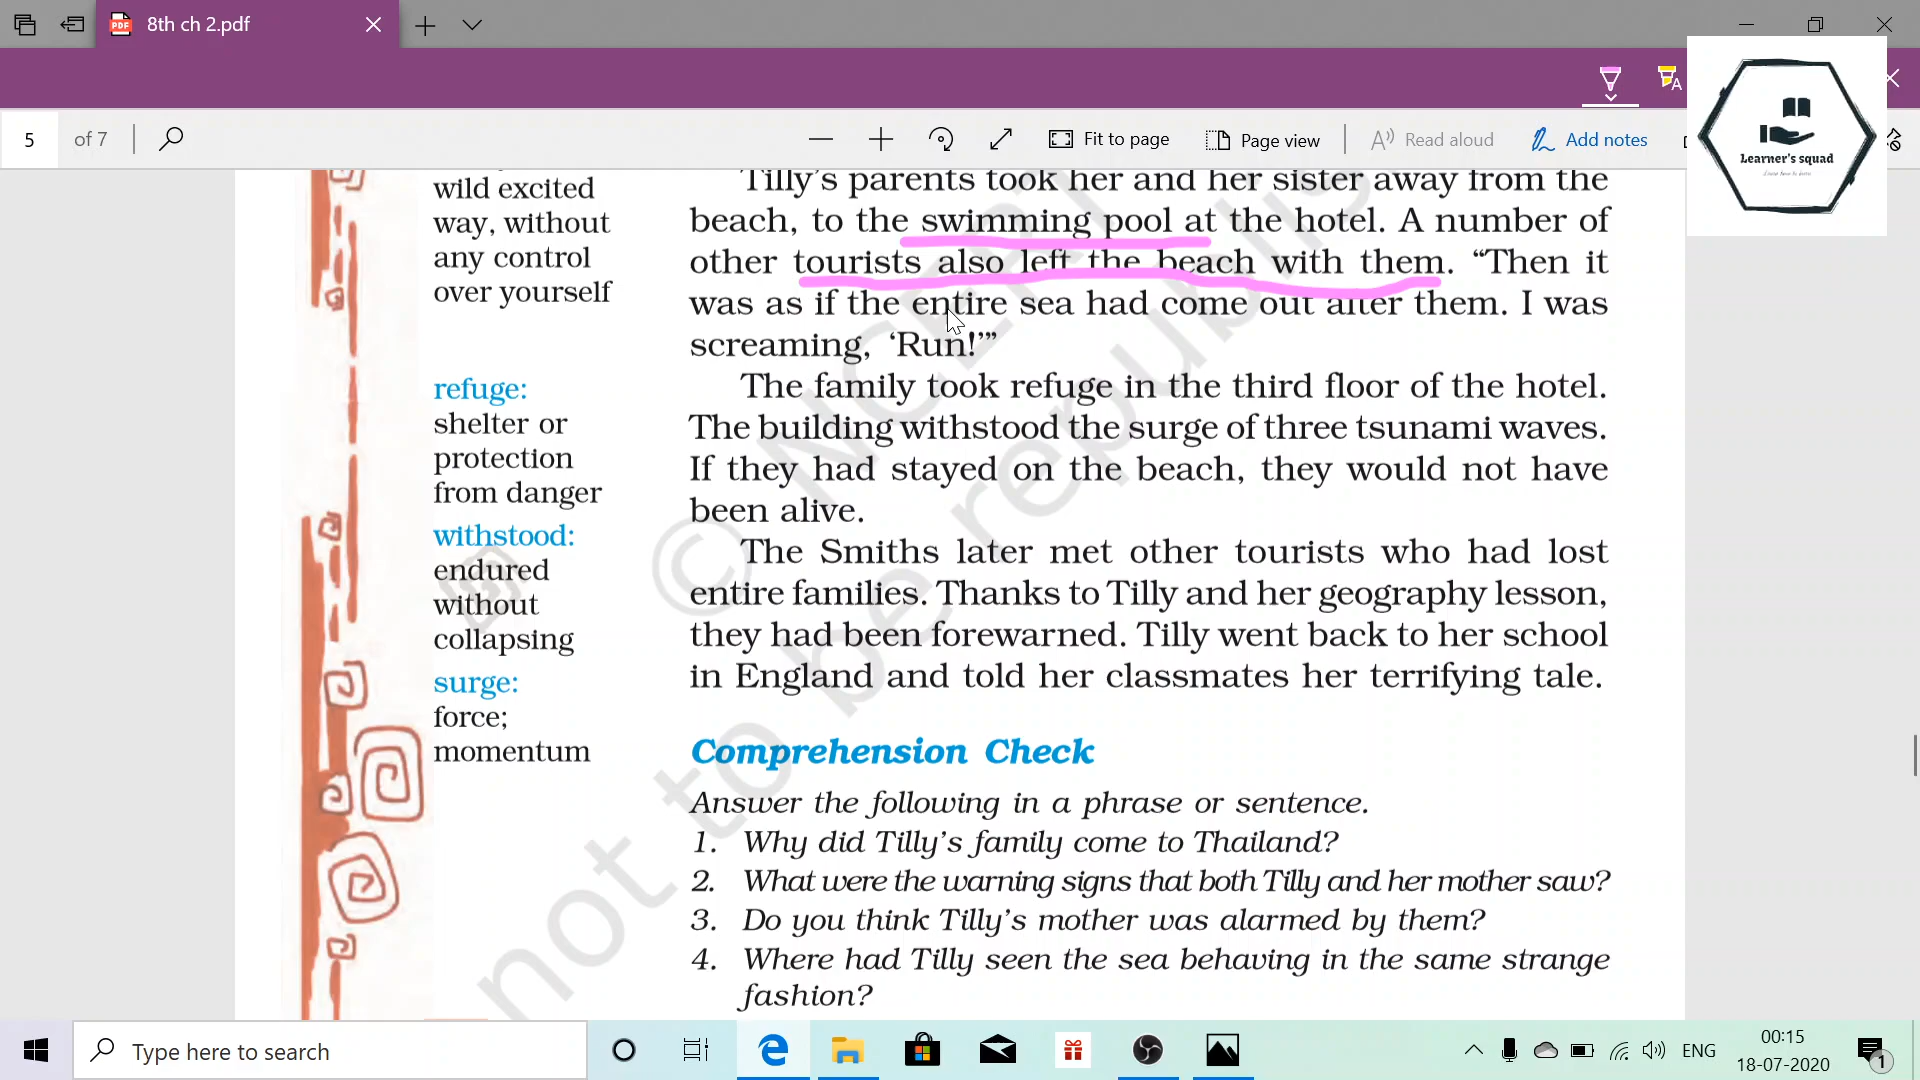 8th ch 2.pdf
Learner's squad
5 of 7
Fit to page
Page view
Read aloud
Add notes
wild excited
way, without
any control
over yourself
refuge:
shelter or
protection
from danger
withstood:
endured
without
collapsing
surge:
force;
momentum
Tilly's parents took her and her sister away from the
beach, to the swimming pool at the hotel. A number of
other tourists also left the beach with them. “Then it
was as if the entire sea had come out after them. I was
screaming, ‘Run!’”
The family took refuge in the third floor of the hotel.
The building withstood the surge of three tsunami waves.
If they had stayed on the beach, they would not have
been alive.
The Smiths later met other tourists who had lost
entire families. Thanks to Tilly and her geography lesson,
they had been forewarned. Tilly went back to her school
in England and told her classmates her terrifying tale.
Comprehension Check
Answer the following in a phrase or sentence.
1. Why did Tilly's family come to Thailand?
2. What were the warning signs that both Tilly and her mother saw?
3. Do you think Tilly's mother was alarmed by them?
4. Where had Tilly seen the sea behaving in the same strange
fashion?
© NCERT
not to be republis
Type here to search
ENG
00:15
18-07-2020
1